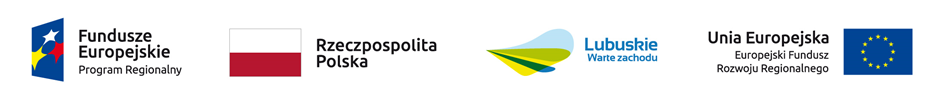 Fundusze
Europejskie
Program Regionalny
Rzeczpospolita
Polska
Lubuskie
Warte zachodu
Unia Europejska
Europejski Fundusz
Rozwoju Regionalnego